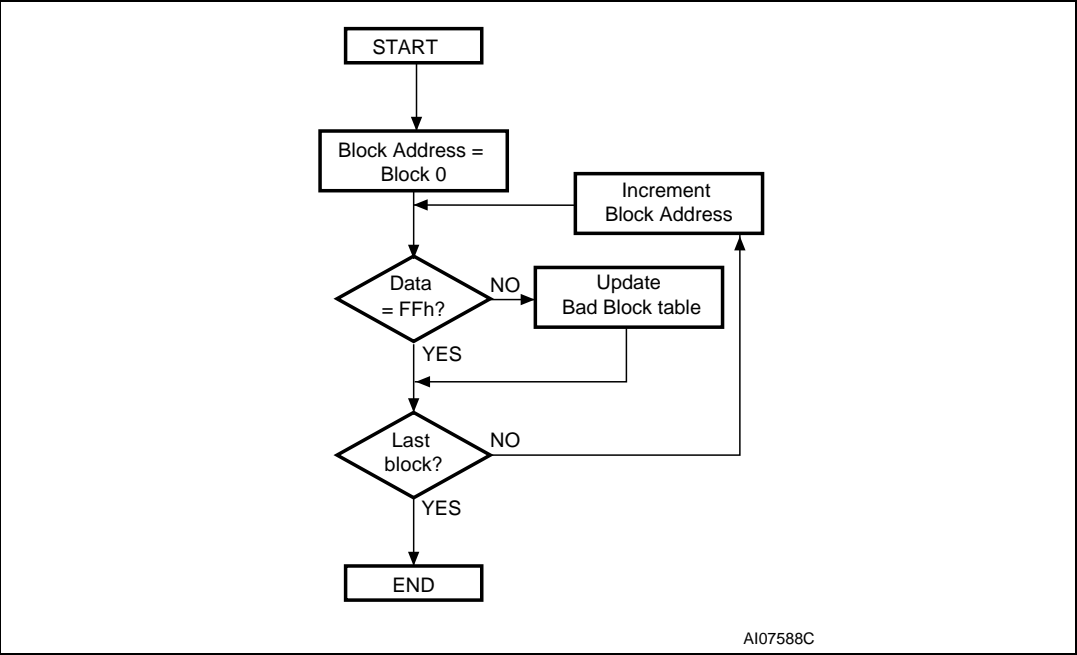 START
Block Address =
Block 0
Increment
Block Address
Data
= FFh?
NO
Update
Bad Block table
YES
Last
block?
NO
YES
END
AI07588C